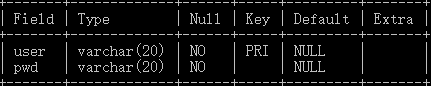 | Field | Type | Null | Key | Default | Extra |
| user | varchar(20) | NO | PRI | NULL | |
| pwd | varchar(20) | NO | | NULL | |